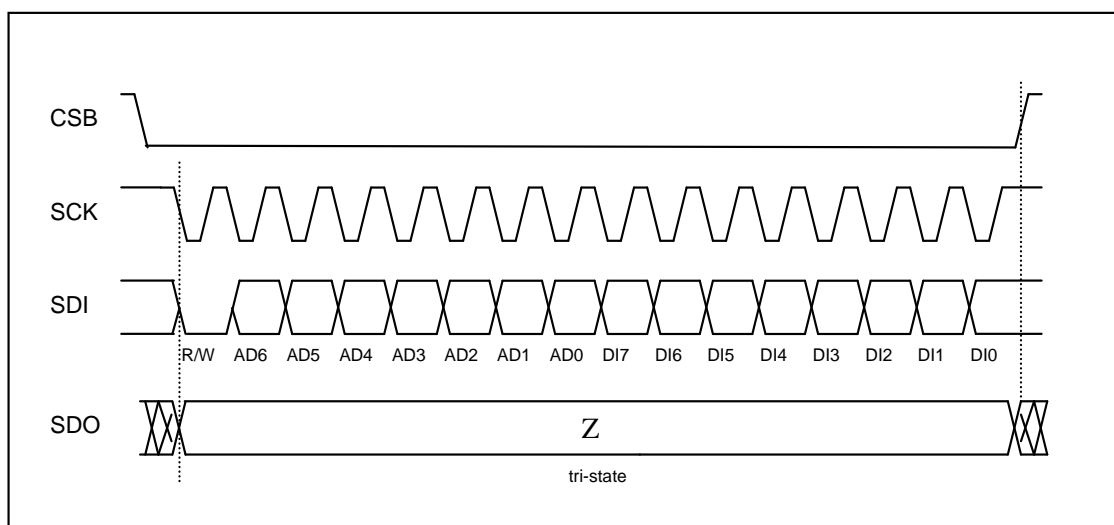 CSB
SCK
SDI
R/W AD6 AD5 AD4 AD3 AD2 AD1 AD0 DI7 DI6 DI5 DI4 DI3 DI2 DI1 DI0
SDO
Z
tri-state